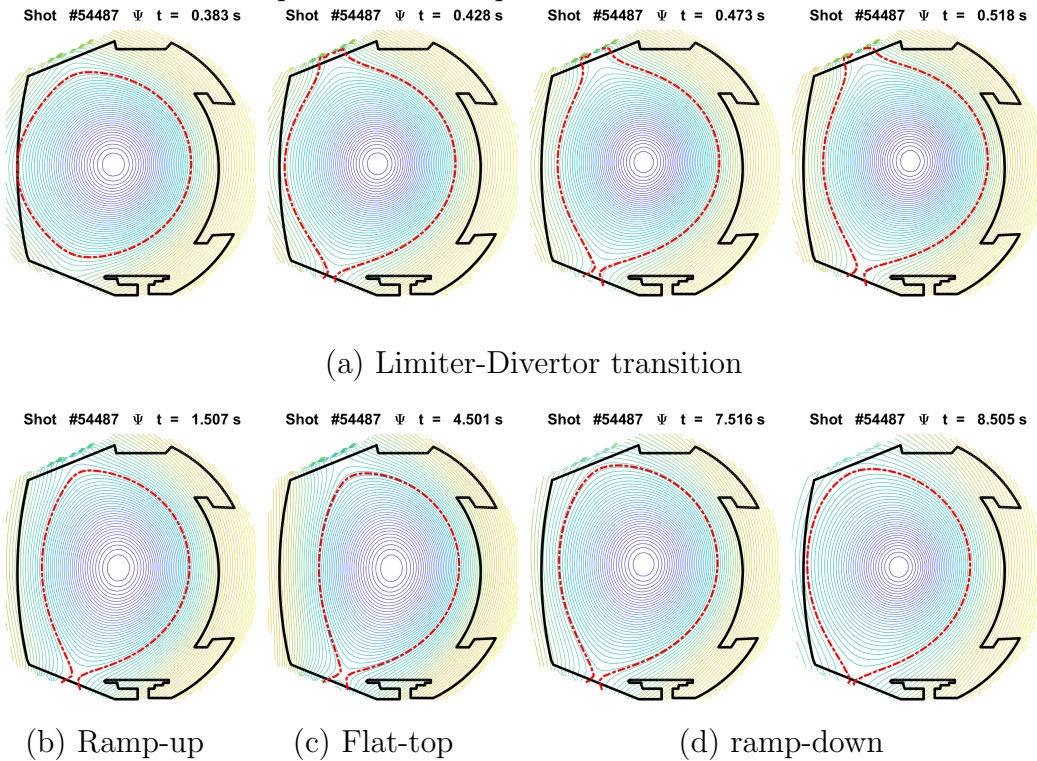 Shot #54487 Ψ t = 0.383 s Shot #54487 Ψ t = 0.428 s Shot #54487 Ψ t = 0.473 s Shot #54487 Ψ t = 0.518 s
(a) Limiter-Divertor transition
Shot #54487 Ψ t = 1.507 s Shot #54487 Ψ t = 4.501 s Shot #54487 Ψ t = 7.516 s Shot #54487 Ψ t = 8.505 s
(b) Ramp-up (c) Flat-top (d) ramp-down